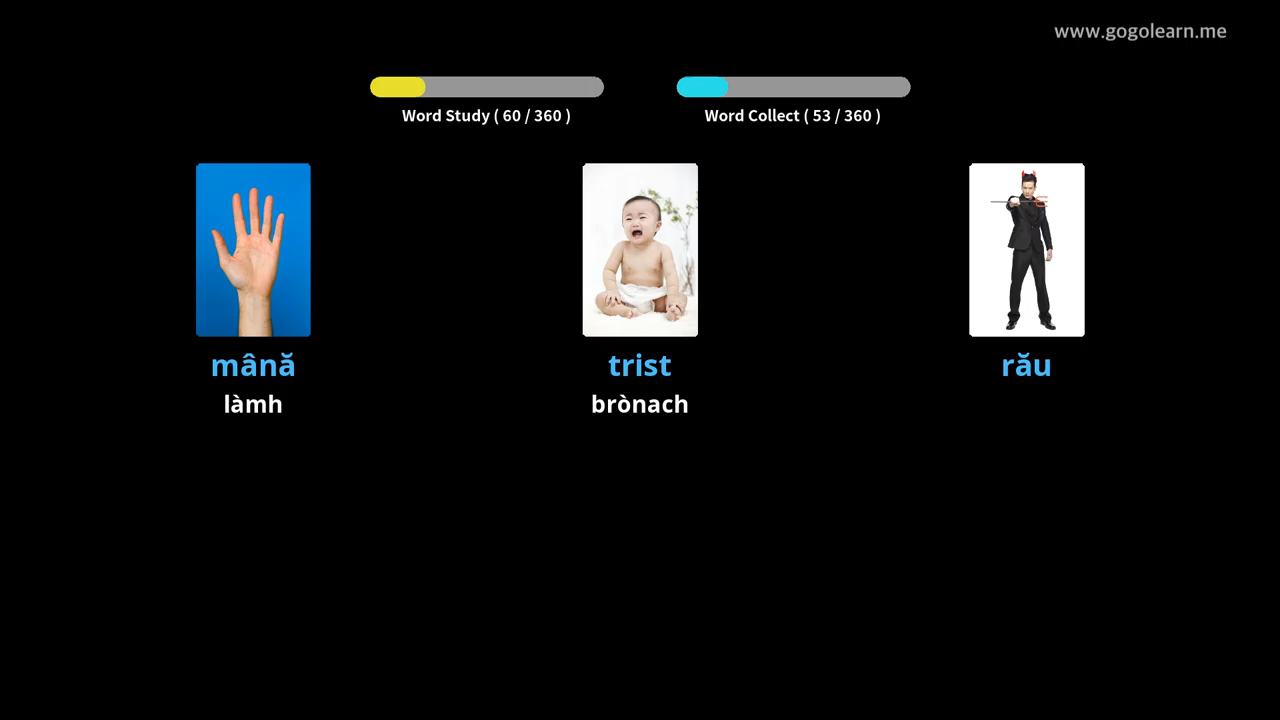 www.gogolearn.me
Word Study ( 60 / 360 )
Word Collect ( 53 / 360 )
mână
làmh
trist
brònach
rău